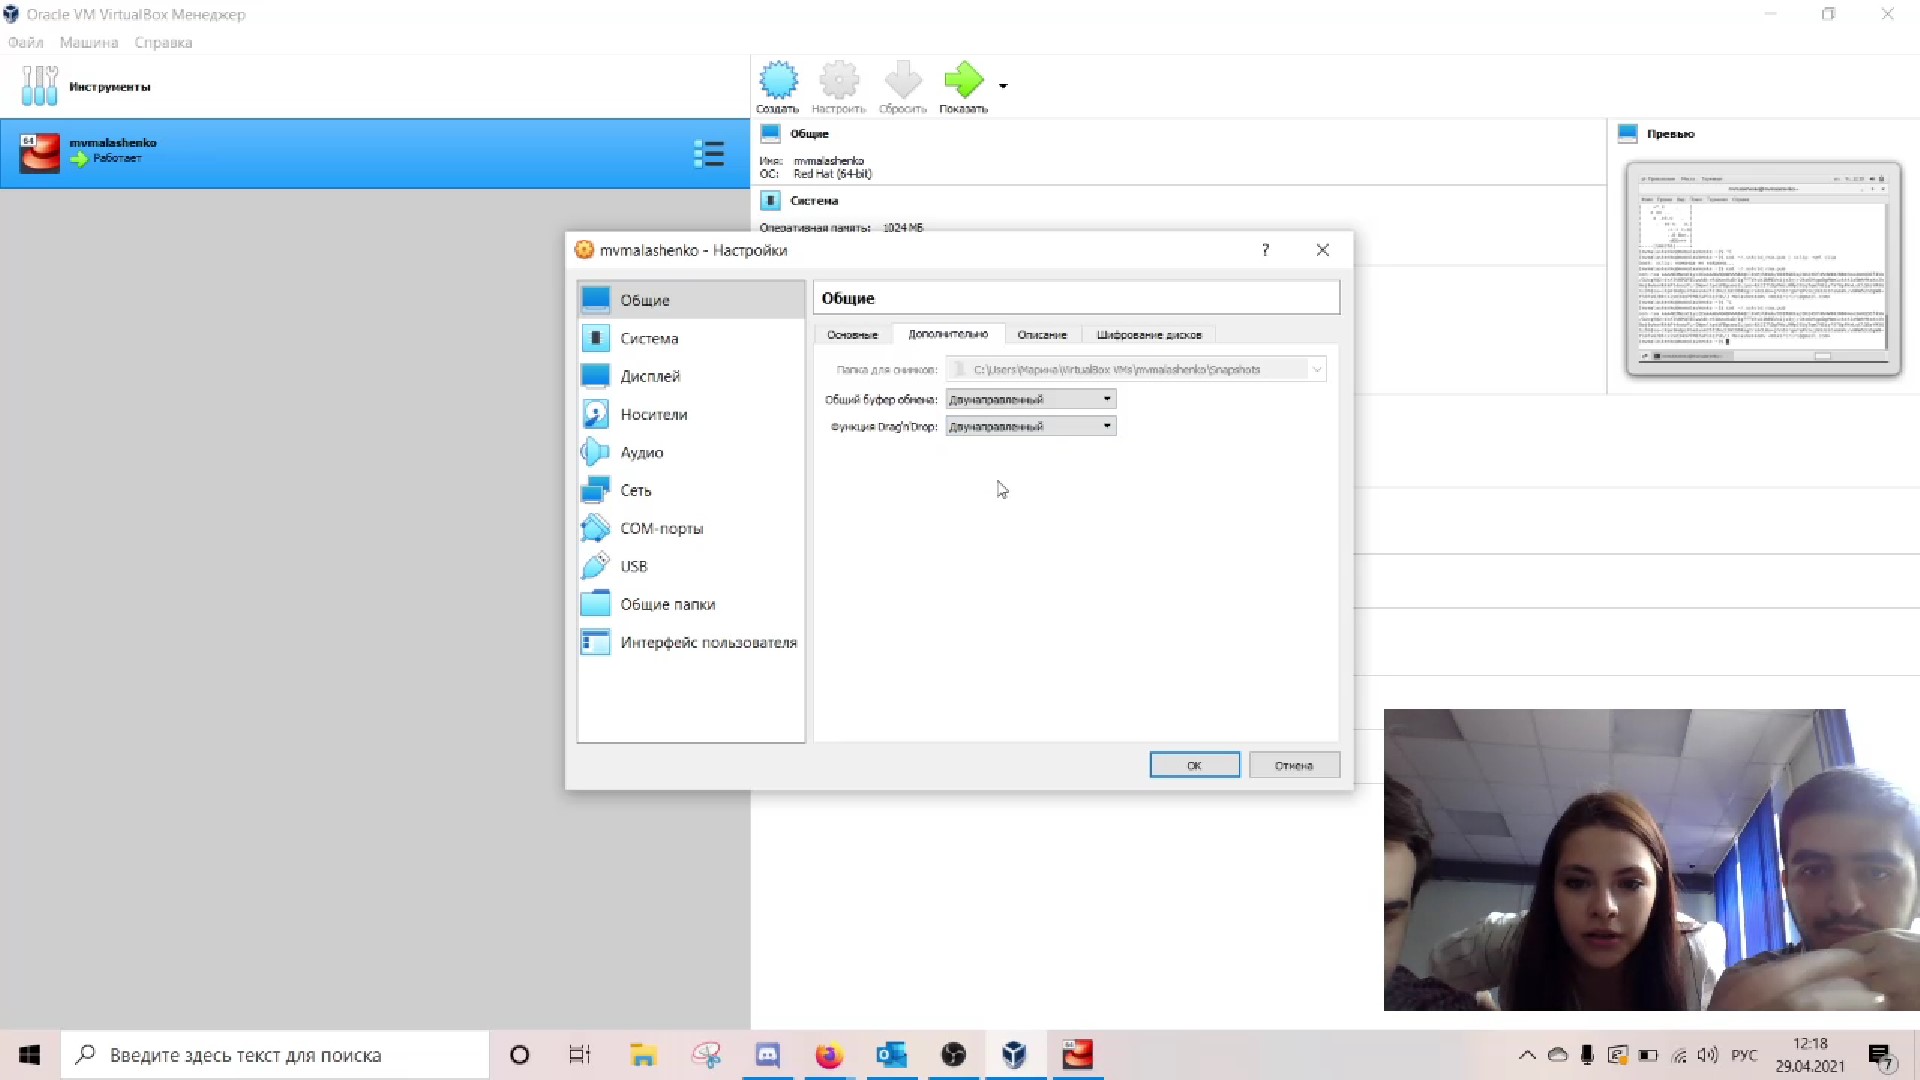 Oracle VM VirtualBox Менеджер
Файл Машина Справка
Инструменты
Создать Настроить Сбросить Показать
64
mvmalashenko
Работает
Общие
Имя: mvmalashenko
ОС: Red Hat (64-bit)
Система
Оперативная память: 1024 МБ
Превью
mvmalashenko - Настройки
?
Общие
Система
Дисплей
Носители
Аудио
Сеть
COM-порты
USB
Общие папки
Интерфейс пользователя
Общие
Основные Дополнительно Описание Шифрование дисков
Папка для снимков: C:\Users\Марина\VirtualBox VMs\mvmalashenko\Snapshots
Общий буфер обмена: Двунаправленный
Функция Drag'n'Drop: Двунаправленный
ОК Отмена
Введите здесь текст для поиска
РУС
12:18
29.04.2021
7